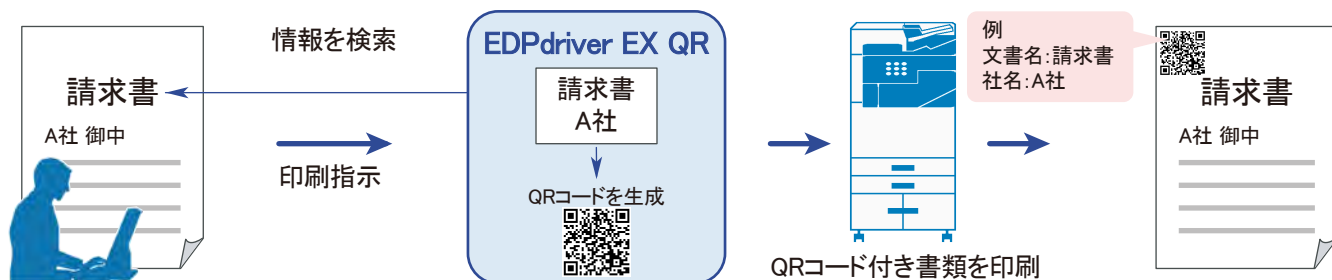 請求書
A社 御中
情報を検索
印刷指示
EDPdriver EX QR
請求書
A社
QRコードを生成
QRコード付き書類を印刷
例
文書名:請求書
社名:A社
請求書
A社 御中